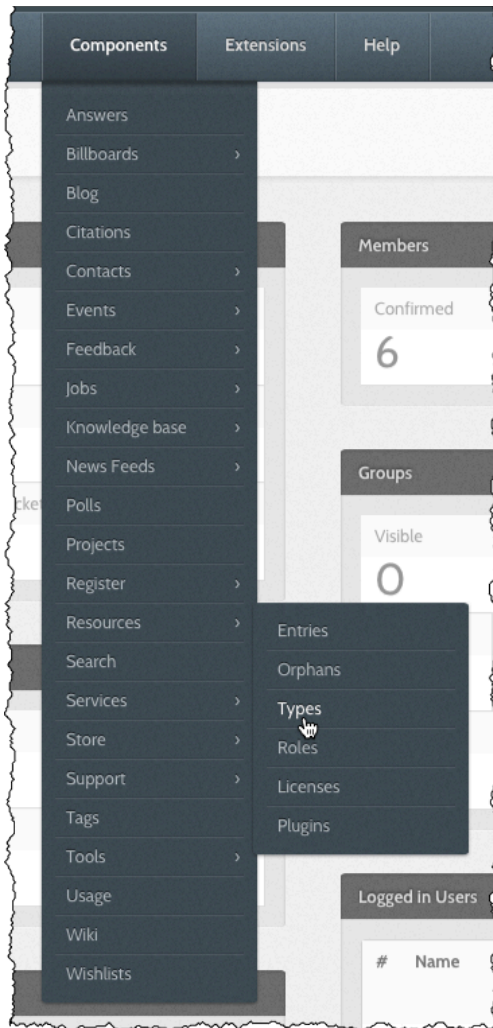 Components Extensions Help
Answers
Billboards ›
Blog
Citations
Contacts ›
Events ›
Feedback ›
Jobs ›
Knowledge base ›
News Feeds ›
Polls
Projects
Register ›
Resources ›
Search
Services ›
Store ›
Support ›
Tags
Tools ›
Usage
Wiki
Wishlists
Entries
Orphans
Types
Roles
Licenses
Plugins
Members
Confirmed
6
Groups
Visible
0
Logged in Users
# Name